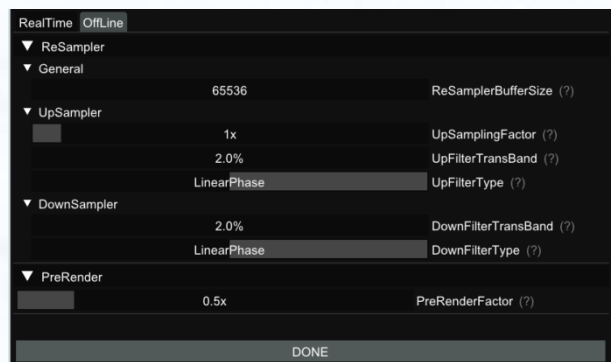 RealTime OffLine
ReSampler
General
65536 ReSamplerBufferSize (?)
UpSampler
1x UpSamplingFactor (?)
2.0% UpFilterTransBand (?)
LinearPhase UpFilterType (?)
DownSampler
2.0% DownFilterTransBand (?)
LinearPhase DownFilterType (?)
PreRender
0.5x PreRenderFactor (?)
DONE